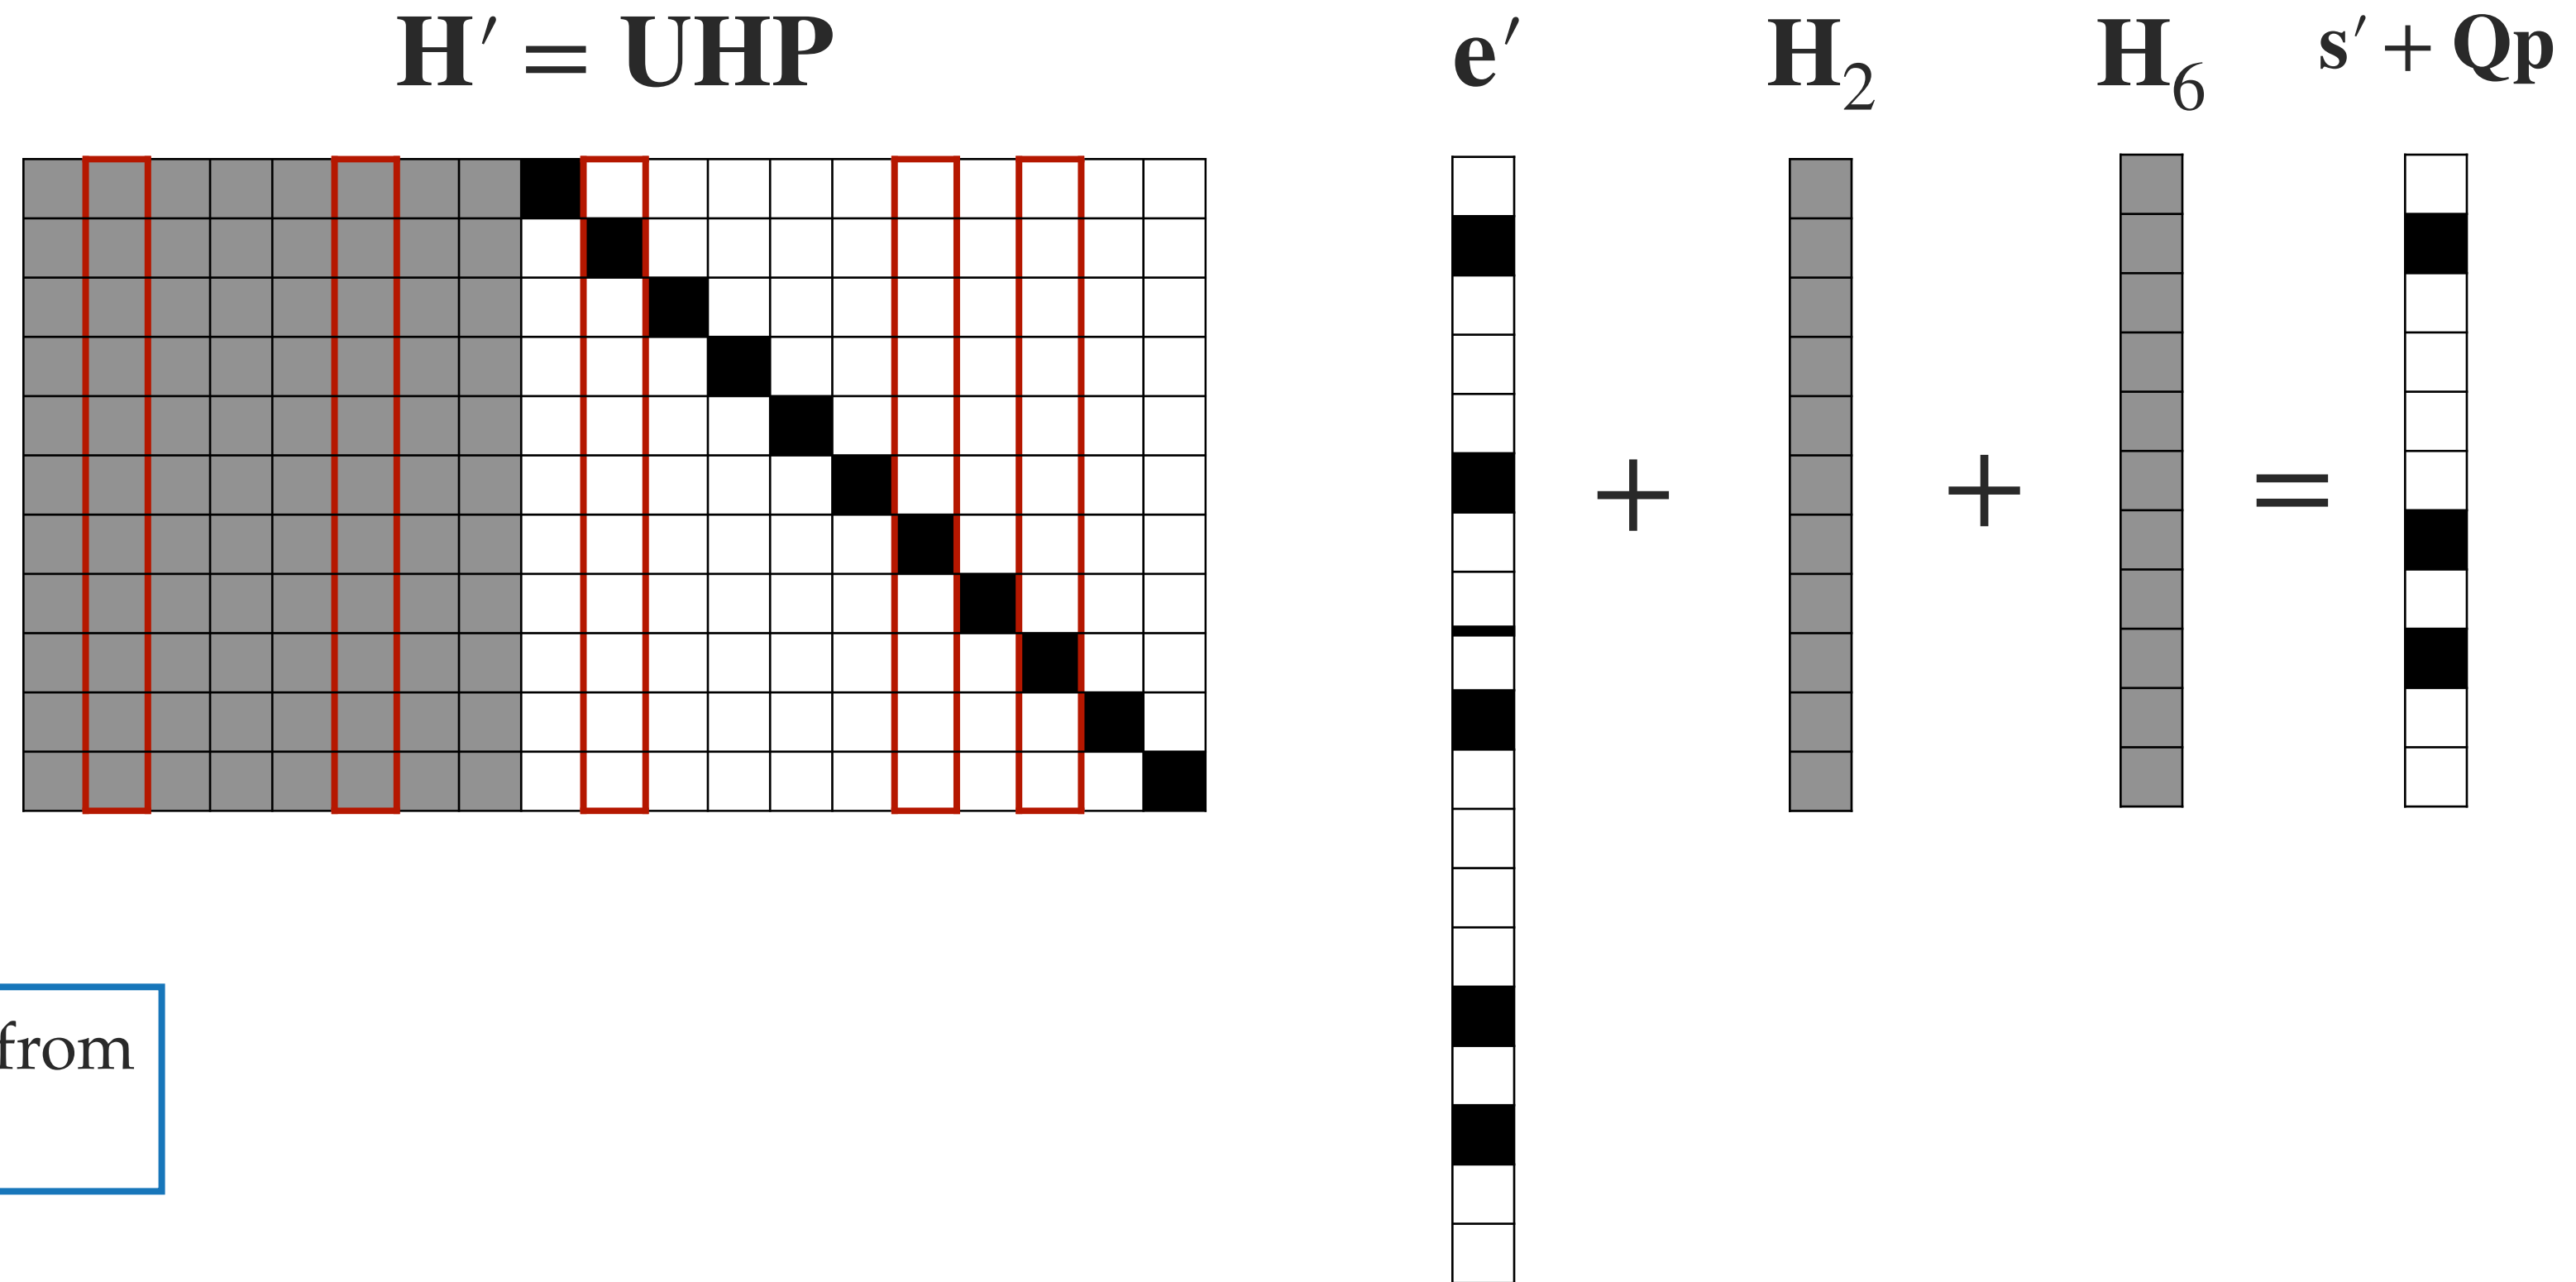 H′ = UHP
e′
H₂
H₆
s′ + Qp
+
+
=
from